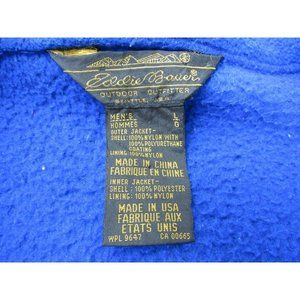 Eddie Bauer
OUTDOOR OUTFITTER
SEATTLE, U.S.A.
MEN'S L
HOMMES G
OUTER JACKET-
SHELL: 100% NYLON WITH
100% POLYURETHANE
COATING
LINING: 100% NYLON
MADE IN CHINA
FABRIQUE EN CHINE
INNER JACKET-
SHELL: 100% POLYESTER
LINING: 100% NYLON
MADE IN USA
FABRIQUE AUX
ETATS UNIS
WPL 9647 CA 00665